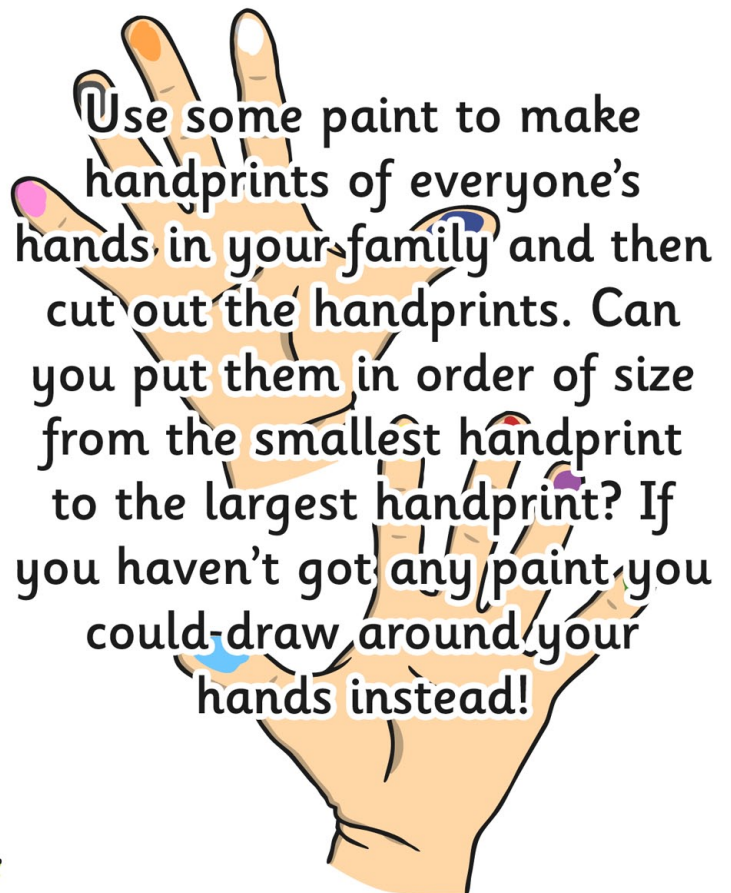 Use some paint to make
handprints of everyone's
hands in your family and then
cut out the handprints. Can
you put them in order of size
from the smallest handprint
to the largest handprint? If
you haven't got any paint you
could draw around your
hands instead!